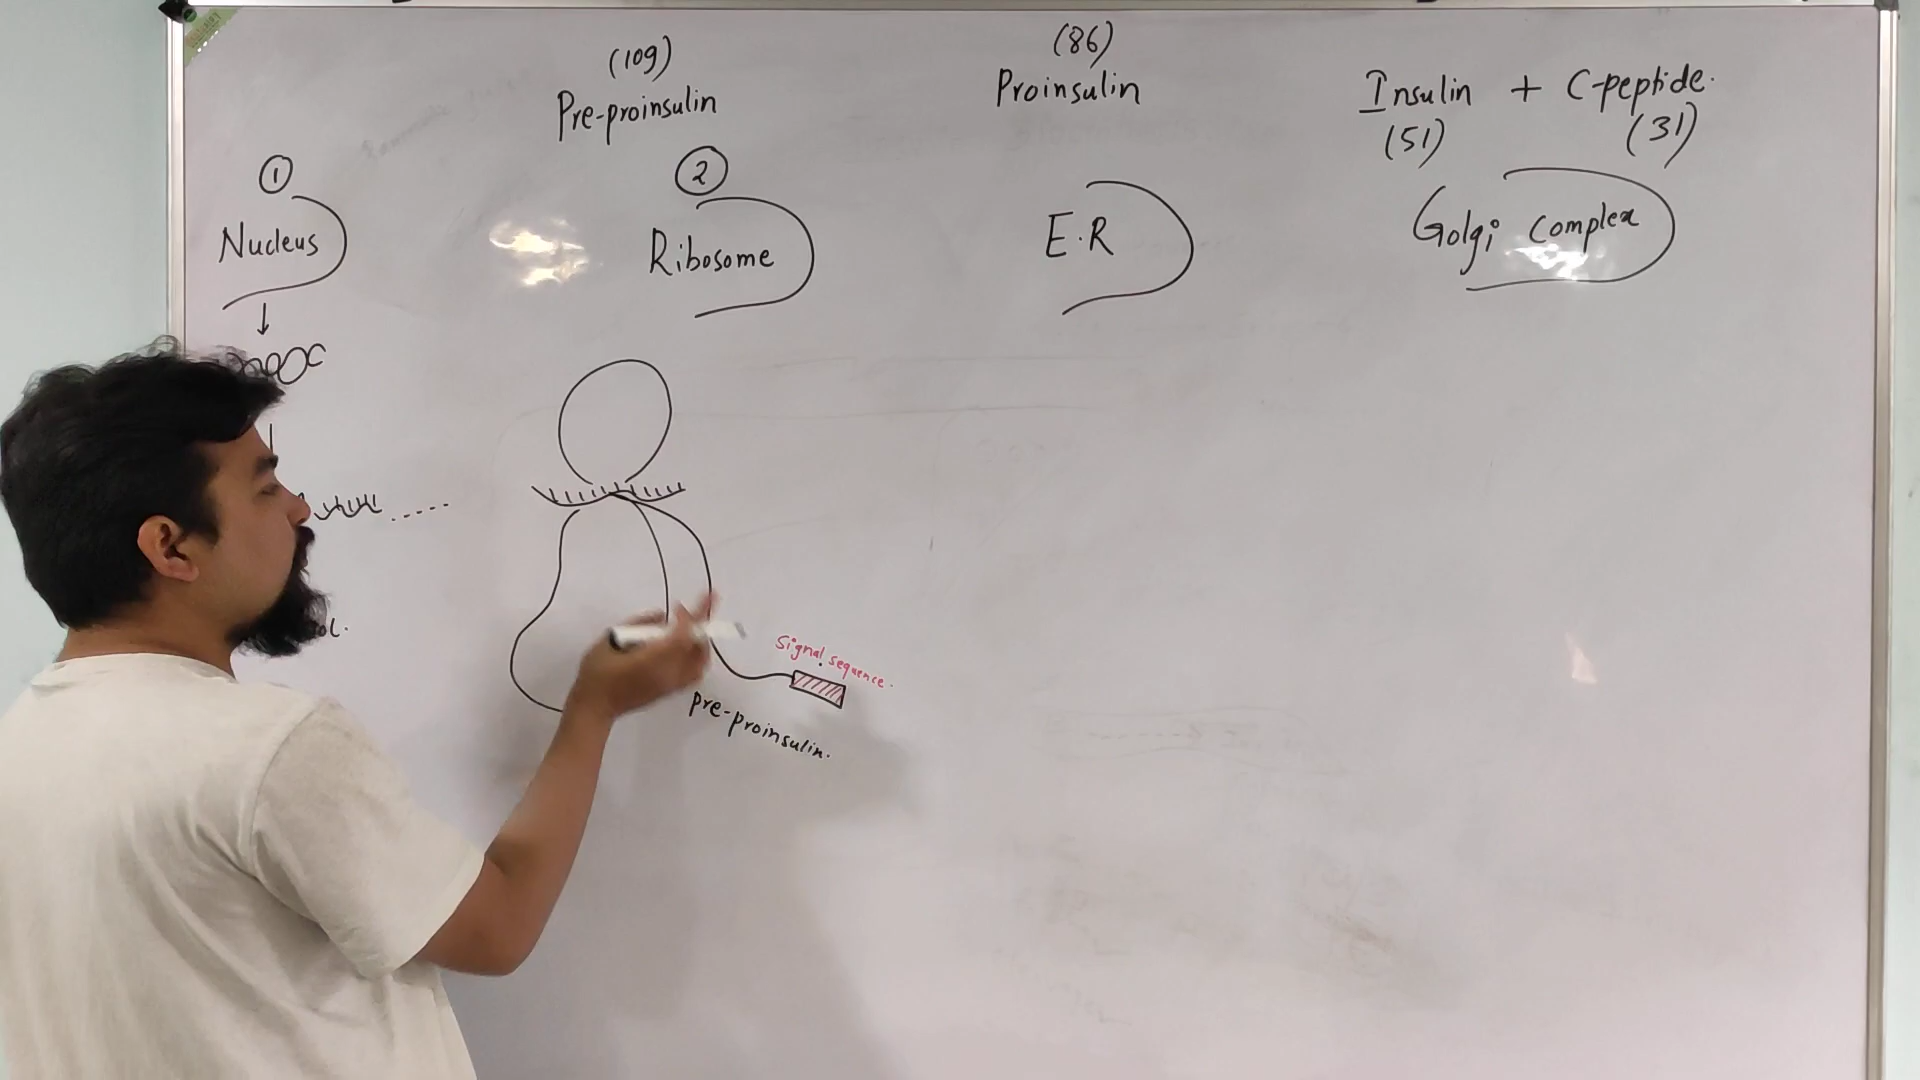 (109)
Pre-proinsulin
(86)
Proinsulin
Insulin + C-peptide.
(51) (31)
①
Nucleus
②
Ribosome
E.R
Golgi complex
Signal sequence.
pre-proinsulin.